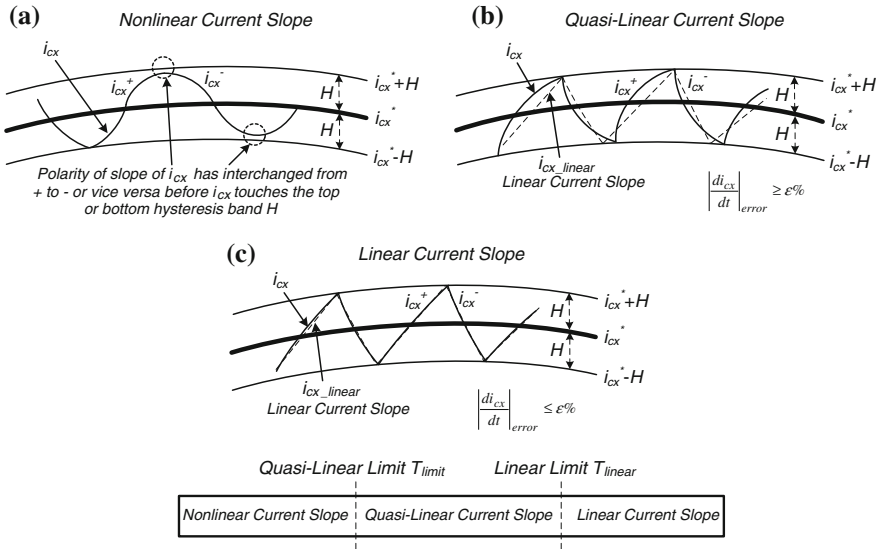 (a)
Nonlinear Current Slope
i_cx
i_cx^+
i_cx^-
H
H
i_cx^*+H
i_cx^*
i_cx^*-H
Polarity of slope of i_cx has interchanged from
+ to - or vice versa before i_cx touches the top
or bottom hysteresis band H
(b)
Quasi-Linear Current Slope
i_cx
i_cx^+
i_cx^-
H
H
i_cx^*+H
i_cx^*
i_cx^*-H
i_cx_linear
Linear Current Slope
|di_cx/dt|_error ≥ ε%
(c)
Linear Current Slope
i_cx
i_cx^+
i_cx^-
H
H
i_cx^*+H
i_cx^*
i_cx^*-H
i_cx_linear
Linear Current Slope
|di_cx/dt|_error ≤ ε%
Quasi-Linear Limit T_limit
Linear Limit T_linear
Nonlinear Current Slope
Quasi-Linear Current Slope
Linear Current Slope